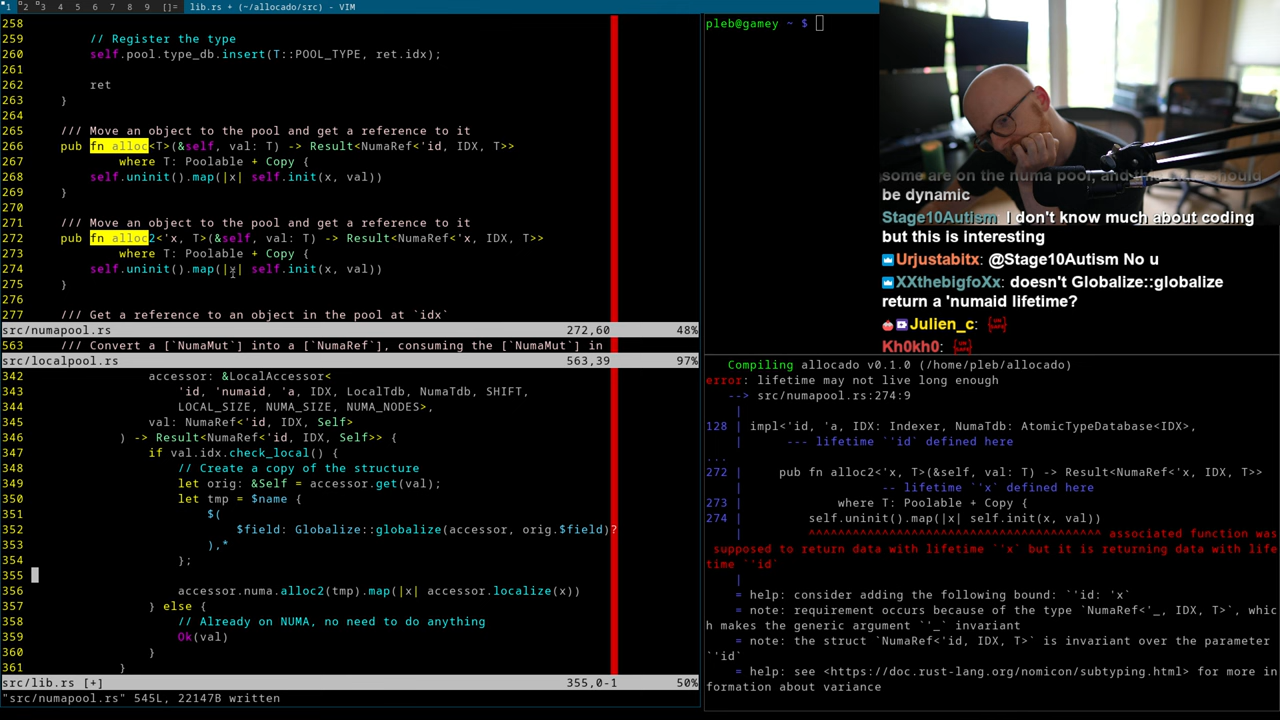 1 2 3 4 5 6 7 8 9 []= lib.rs + (~/allocado/src) - VIM
258
259 // Register the type
260 self.pool.type_db.insert(T::POOL_TYPE, ret.idx);
261
262 ret
263 }
264
265 /// Move an object to the pool and get a reference to it
266 pub fn alloc<T>(&self, val: T) -> Result<NumaRef<'id, IDX, T>>
267 where T: Poolable + Copy {
268 self.uninit().map(|x| self.init(x, val))
269 }
270
271 /// Move an object to the pool and get a reference to it
272 pub fn alloc2<'x, T>(&self, val: T) -> Result<NumaRef<'x, IDX, T>>
273 where T: Poolable + Copy {
274 self.uninit().map(|x| self.init(x, val))
275 }
276
277 /// Get a reference to an object in the pool at `idx`
src/numapool.rs 272,60 48%
563 /// Convert a [`NumaMut`] into a [`NumaRef`], consuming the [`NumaMut`] in
src/localpool.rs 563,39 97%
342 accessor: &LocalAccessor<
343 'id, 'numaid, 'a, IDX, LocalTdb, NumaTdb, SHIFT,
344 LOCAL_SIZE, NUMA_SIZE, NUMA_NODES>,
345 val: NumaRef<'id, IDX, Self>
346 ) -> Result<NumaRef<'id, IDX, Self>> {
347 if val.idx.check_local() {
348 // Create a copy of the structure
349 let orig: &Self = accessor.get(val);
350 let tmp = $name {
351 $(
352 $field: Globalize::globalize(accessor, orig.$field)?
353 ),*
354 };
355
356 accessor.numa.alloc2(tmp).map(|x| accessor.localize(x))
357 } else {
358 // Already on NUMA, no need to do anything
359 Ok(val)
360 }
361 }
src/lib.rs [+] 355,0-1 50%
"src/numapool.rs" 545L, 22147B written
pleb@gamey ~ $
some are on the numa pool, and
be dynamic
Stage10Autism I don't know much about coding
but this is interesting
Urjustabitx: @Stage10Autism No u
XXthebigfoXx: doesn't Globalize::globalize
return a 'numaid lifetime?
Julien_c:
Kh0kh0:
Compiling allocado v0.1.0 (/home/pleb/allocado)
error: lifetime may not live long enough
--> src/numapool.rs:274:9
|
128 | impl<'id, 'a, IDX: Indexer, NumaTdb: AtomicTypeDatabase<IDX>,
| --- lifetime `'id` defined here
...
272 | pub fn alloc2<'x, T>(&self, val: T) -> Result<NumaRef<'x, IDX, T>>
| -- lifetime `'x` defined here
273 | where T: Poolable + Copy {
274 | self.uninit().map(|x| self.init(x, val))
| ^^^^^^^^^^^^^^^^^^^^^^^^^^^^^^^^^^^^^^^^ associated function was
supposed to return data with lifetime `'x` but it is returning data with life
time `'id`
|
= help: consider adding the following bound: `'id: 'x`
= note: requirement occurs because of the type `NumaRef<'_, IDX, T>`, whic
h makes the generic argument `'_` invariant
= note: the struct `NumaRef<'id, IDX, T>` is invariant over the parameter
`'id`
= help: see <https://doc.rust-lang.org/nomicon/subtyping.html> for more in
formation about variance